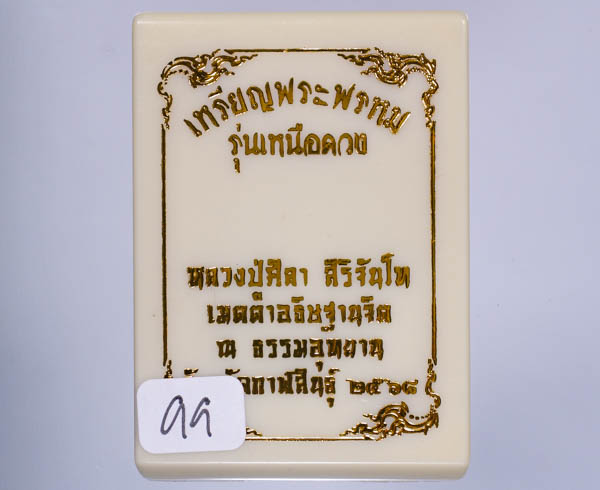 เหรียญพระพรหม
รุ่นเหนือดวง
หลวงปู่ศิลา สิริจันโท
เมตตาอธิษฐานจิต
ณ ธรรมอุทยาน
กาฬสินธุ์ ๒๕๖๘